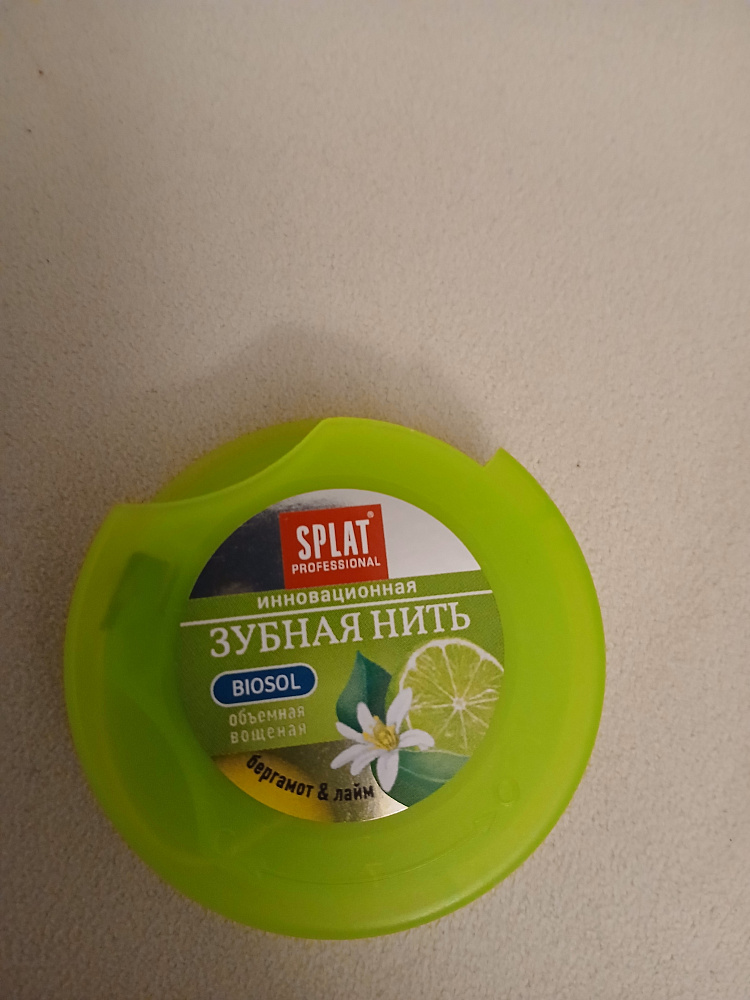 SPLAT®
PROFESSIONAL
инновационная
ЗУБНАЯ НИТЬ
BIOSOL
объемная
вощеная
бергамот & лайм